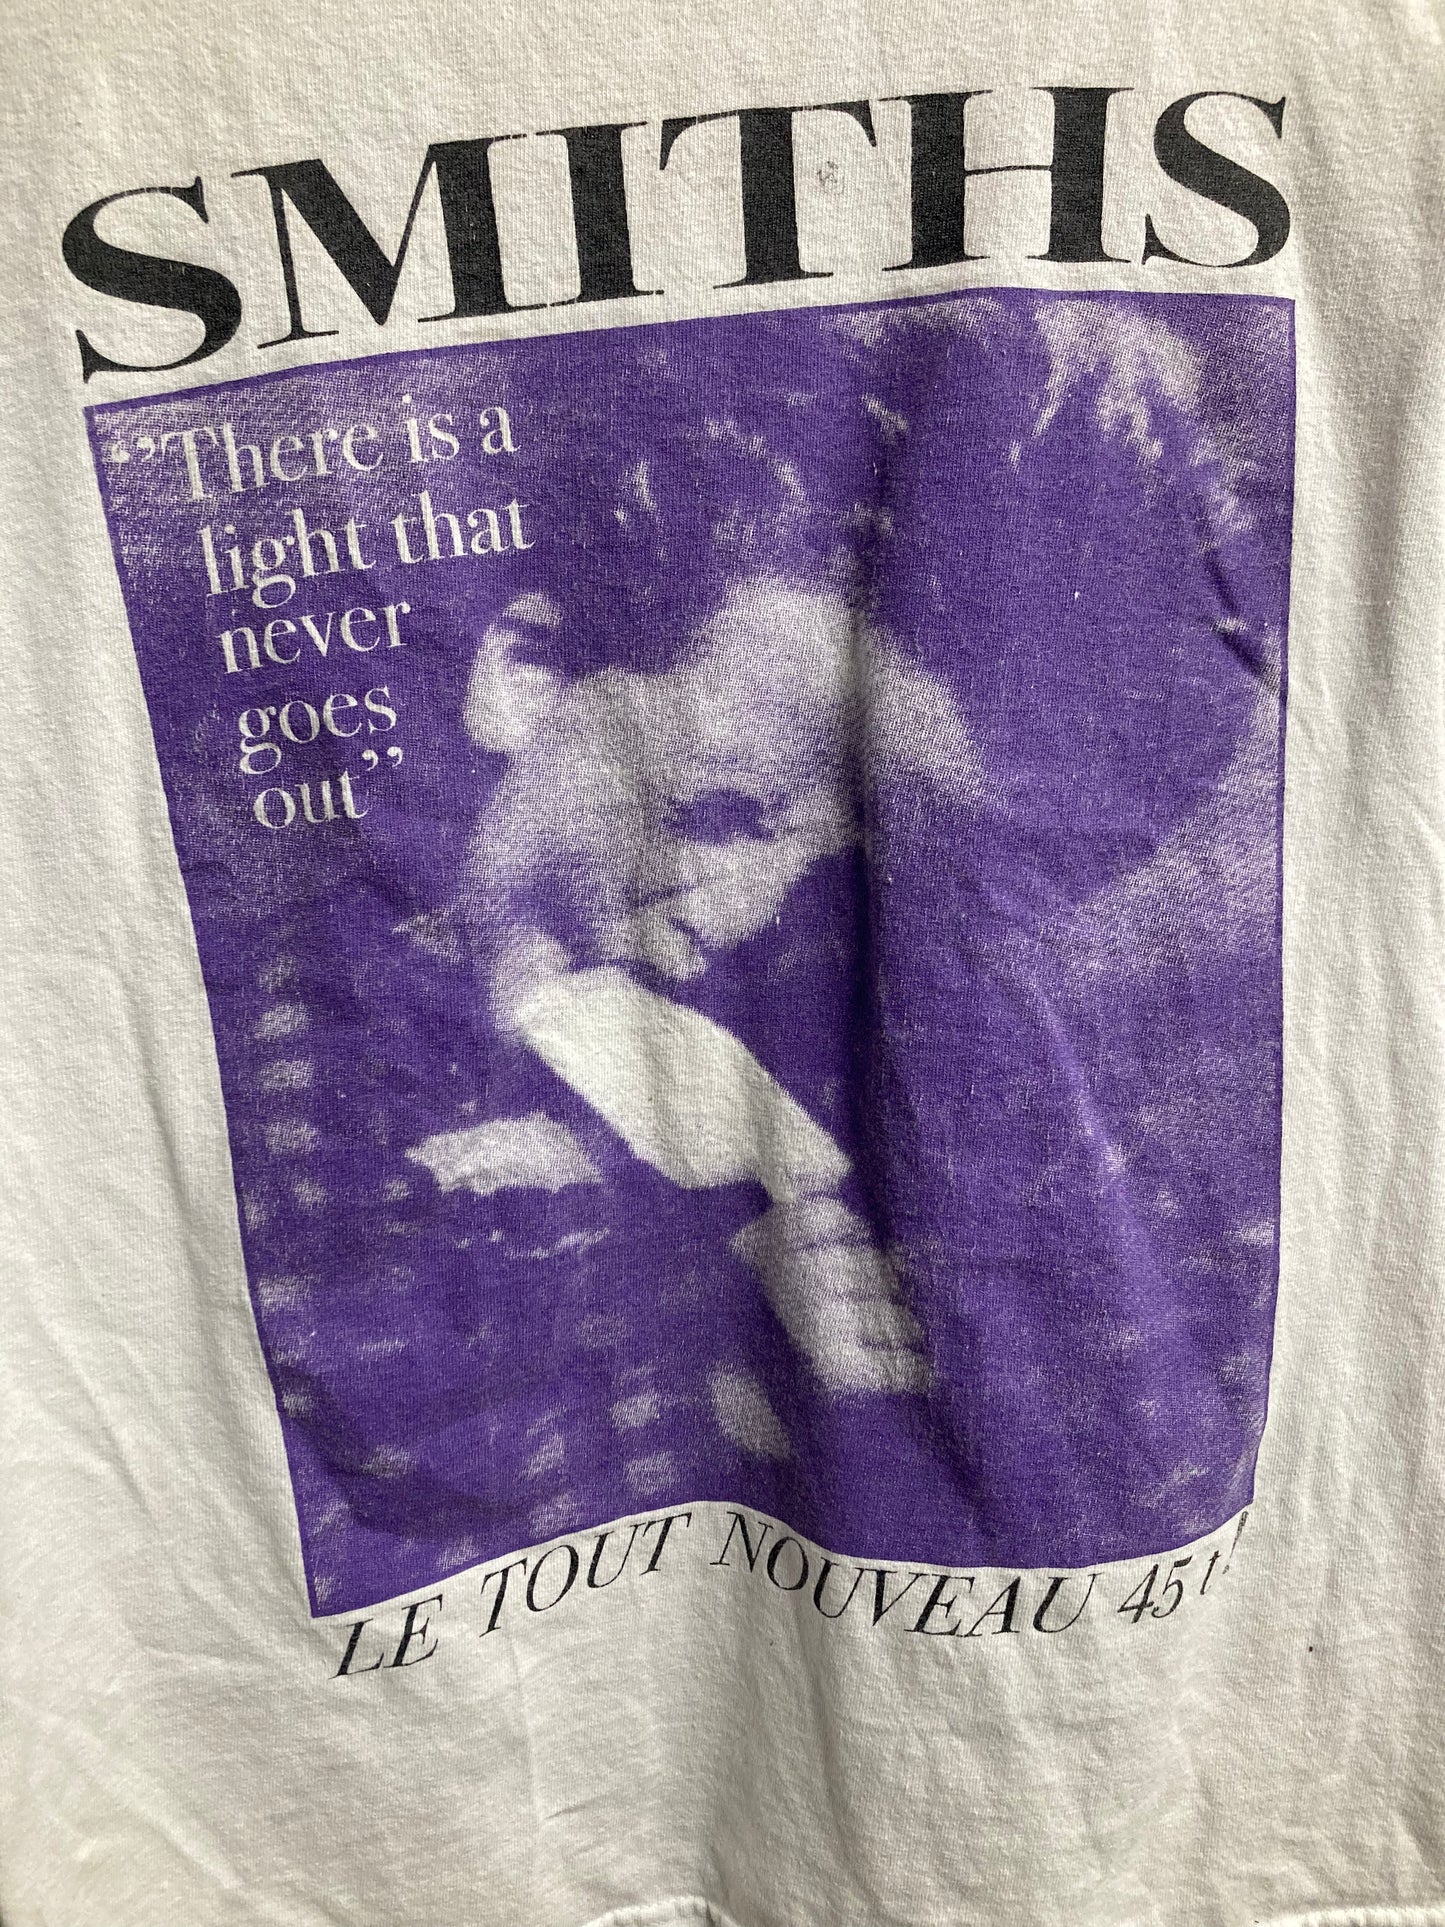 SMITHS
“There is a
light that
never
goes
out”
LE TOUT NOUVEAU 45 t.!